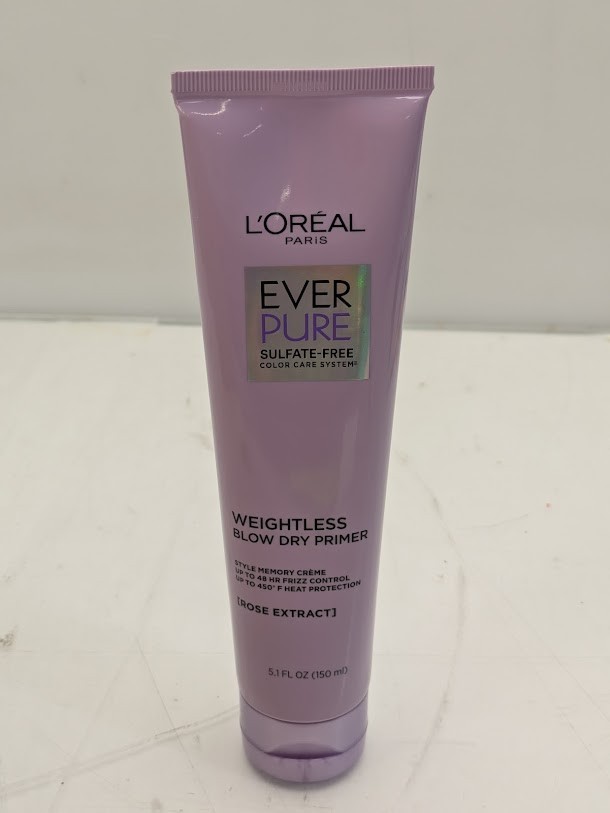 L'ORÉAL
PARIS
EVER
PURE
SULFATE-FREE
COLOR CARE SYSTEM
WEIGHTLESS
BLOW DRY PRIMER
STYLE MEMORY CRÈME
UP TO 48 HR FRIZZ CONTROL
UP TO 450° F HEAT PROTECTION
[ROSE EXTRACT]
5.1 FL OZ (150 ml)